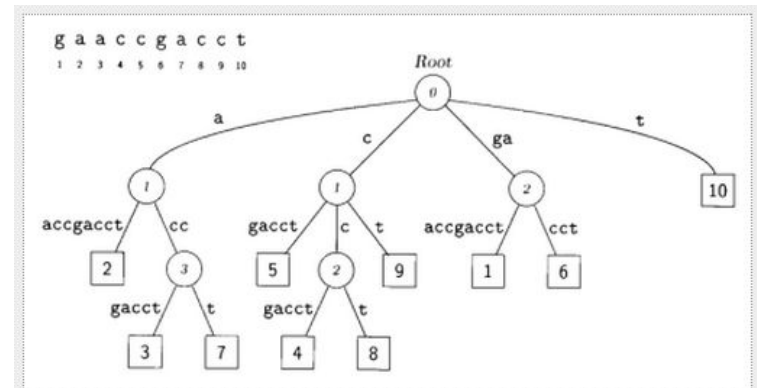 g a a c c g a c c t
1 2 3 4 5 6 7 8 9 10
Root
0
a c ga t
1 1 2 10
accgacct cc gacct c t accgacct cct
2 3 5 2 9 1 6
gacct t gacct t
3 7 4 8